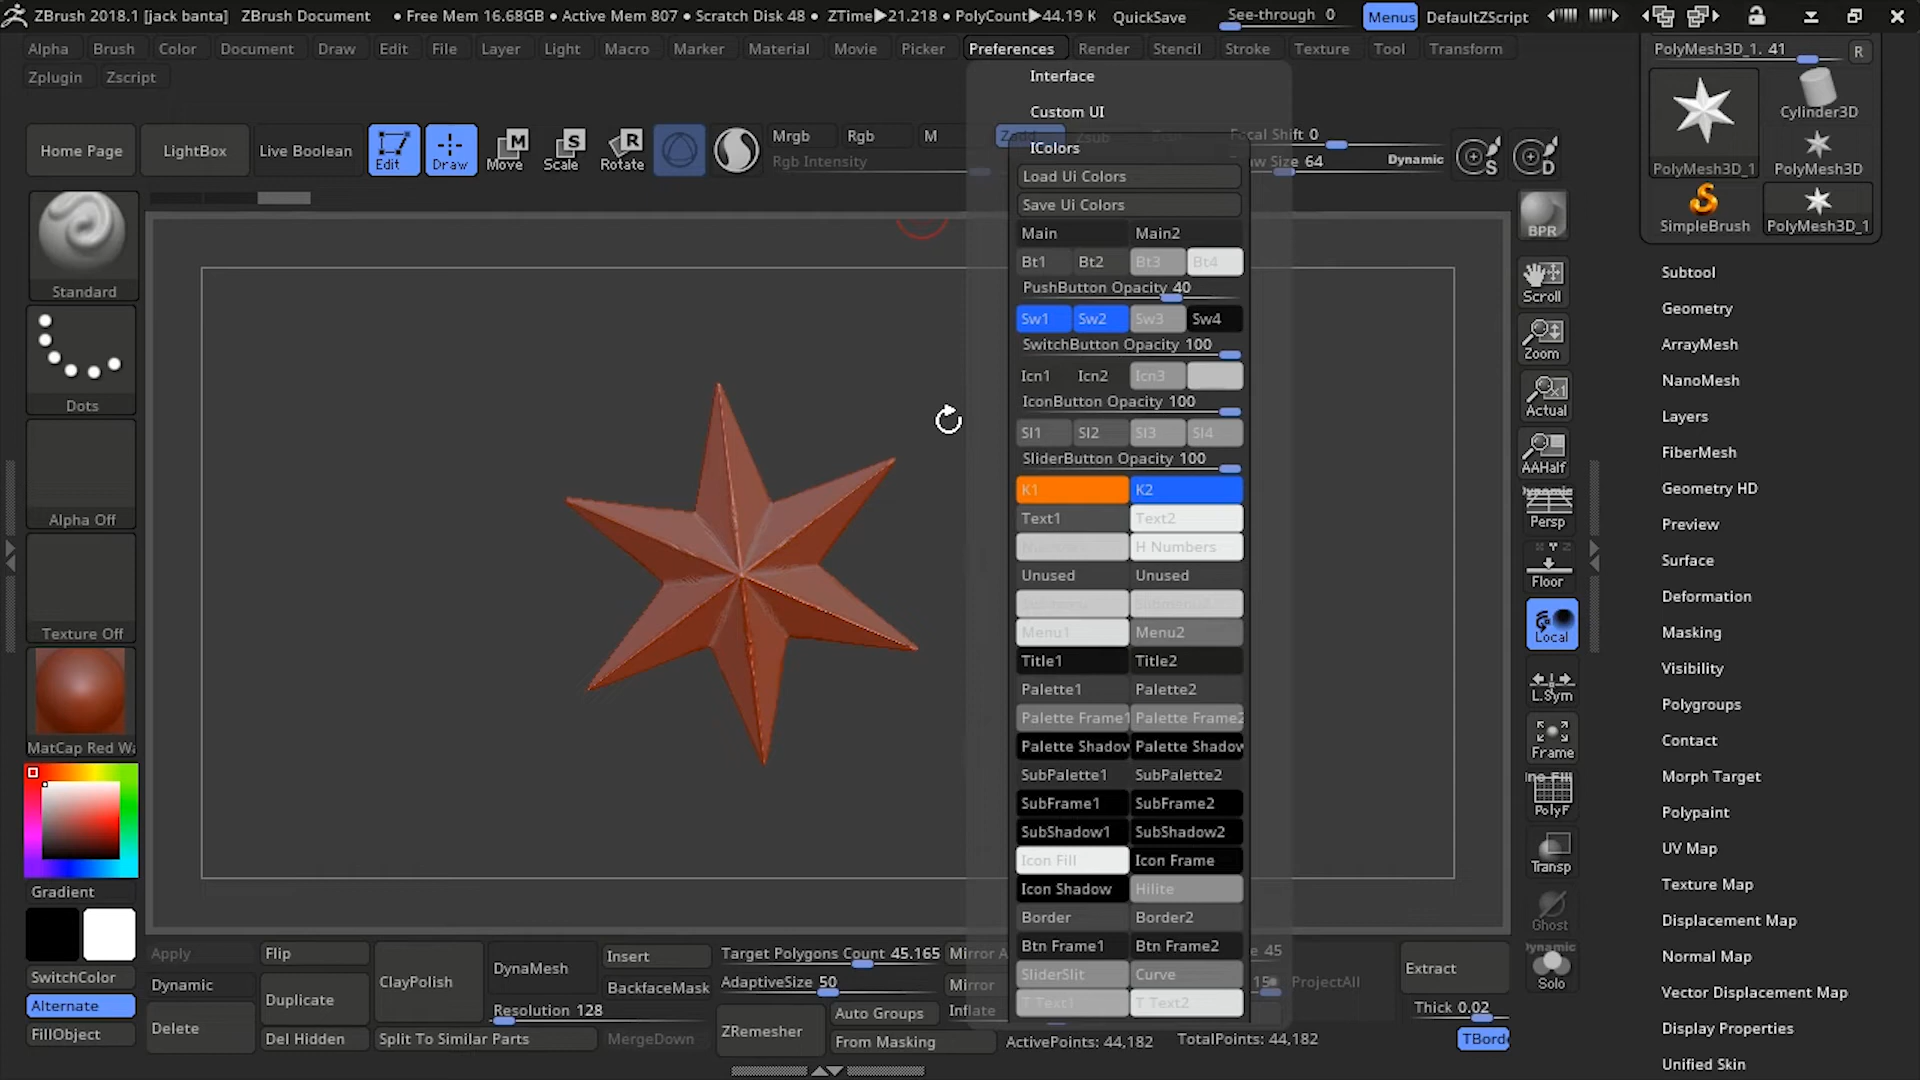 ZBrush 2018.1 [jack banta] ZBrush Document • Free Mem 16.68GB • Active Mem 807 • Scratch Disk 48 • ZTime▶21.218 • PolyCount▶44.19 K QuickSave See-through 0 Menus DefaultZScript
Alpha Brush Color Document Draw Edit File Layer Light Macro Marker Material Movie Picker Preferences Render Stencil Stroke Texture Tool Transform
Zplugin Zscript
Home Page LightBox Live Boolean Edit Draw Move Scale Rotate
Mrgb Rgb M
Rgb Intensity
Focal Shift 0
Draw Size 64 Dynamic
S D
Standard
Dots
Alpha Off
Texture Off
MatCap Red Wa
Gradient
SwitchColor
Alternate
FillObject
Interface
Custom UI
IColors
Load Ui Colors
Save Ui Colors
Main Main2
Bt1 Bt2 Bt3 Bt4
PushButton Opacity 40
Sw1 Sw2 Sw3 Sw4
SwitchButton Opacity 100
Icn1 Icn2 Icn3
IconButton Opacity 100
Sl1 Sl2 Sl3 Sl4
SliderButton Opacity 100
K1 K2
Text1 Text2
H Numbers
Unused Unused
Menu1 Menu2
Title1 Title2
Palette1 Palette2
Palette Frame1 Palette Frame2
Palette Shadow Palette Shadow
SubPalette1 SubPalette2
SubFrame1 SubFrame2
SubShadow1 SubShadow2
Icon Fill Icon Frame
Icon Shadow Hilite
Border Border2
Btn Frame1 Btn Frame2
SliderSlit Curve
T Text1 T Text2
BPR
Scroll
Zoom
Actual
AAHalf
Dynamic
Persp
Floor
Local
L.Sym
Frame
PolyF
Transp
Ghost
Dynamic
Solo
PolyMesh3D_1. 41 R
Cylinder3D
PolyMesh3D_1 PolyMesh3D
SimpleBrush PolyMesh3D_1
Subtool
Geometry
ArrayMesh
NanoMesh
Layers
FiberMesh
Geometry HD
Preview
Surface
Deformation
Masking
Visibility
Polygroups
Contact
Morph Target
Polypaint
UV Map
Texture Map
Displacement Map
Normal Map
Vector Displacement Map
Display Properties
Unified Skin
Apply
Dynamic
Delete
Flip
Duplicate
Del Hidden
ClayPolish
DynaMesh
Resolution 128
Split To Similar Parts
Insert
BackfaceMask
MergeDown
Target Polygons Count 45.165
AdaptiveSize 50
ZRemesher
Auto Groups
From Masking
Mirror A
Mirror
Inflate
ActivePoints: 44,182 TotalPoints: 44,182
45
15
ProjectAll
Extract
Thick 0.02
TBord